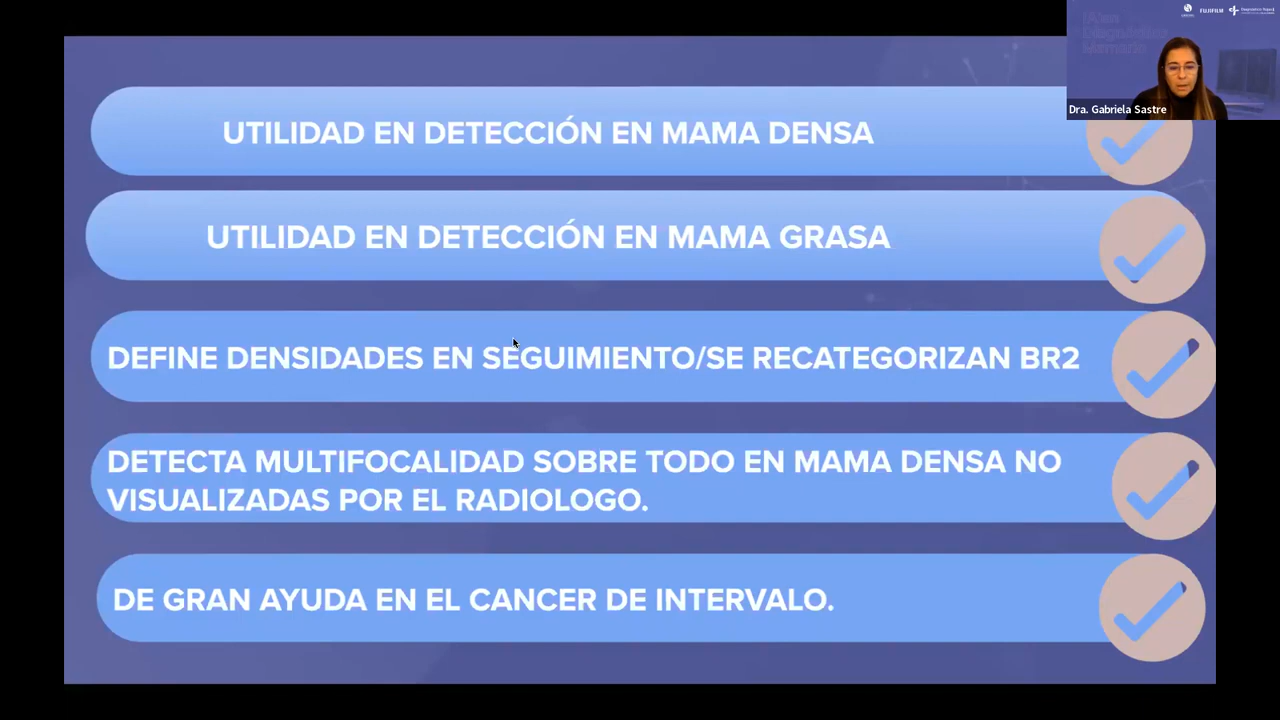 FUJIFILM
Dra. Gabriela Sastre
UTILIDAD EN DETECCIÓN EN MAMA DENSA
UTILIDAD EN DETECCIÓN EN MAMA GRASA
DEFINE DENSIDADES EN SEGUIMIENTO/SE RECATEGORIZAN BR2
DETECTA MULTIFOCALIDAD SOBRE TODO EN MAMA DENSA NO
VISUALIZADAS POR EL RADIOLOGO.
DE GRAN AYUDA EN EL CANCER DE INTERVALO.